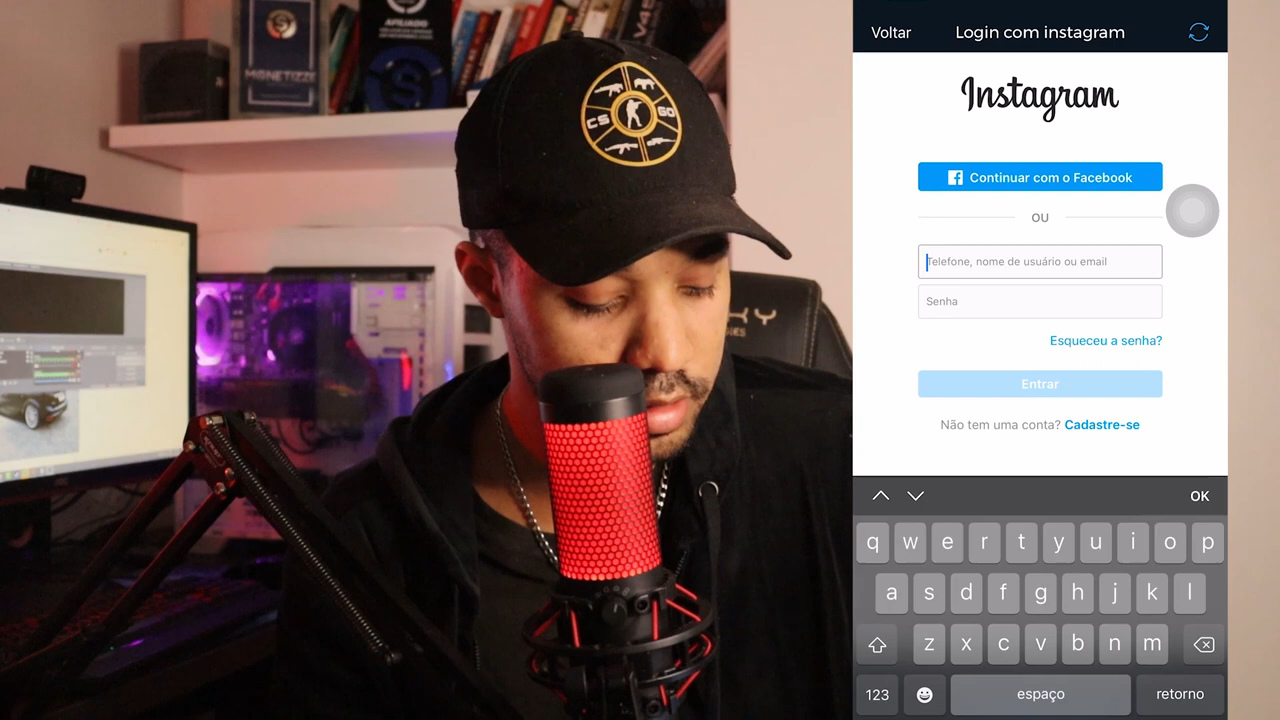 AFILIADO
MONETIZZE
CS GO
Voltar
Login com instagram
Instagram
Continuar com o Facebook
OU
Telefone, nome de usuário ou email
Senha
Esqueceu a senha?
Entrar
Não tem uma conta? Cadastre-se
OK
q w e r t y u i o p
a s d f g h j k l
z x c v b n m
123 espaço retorno